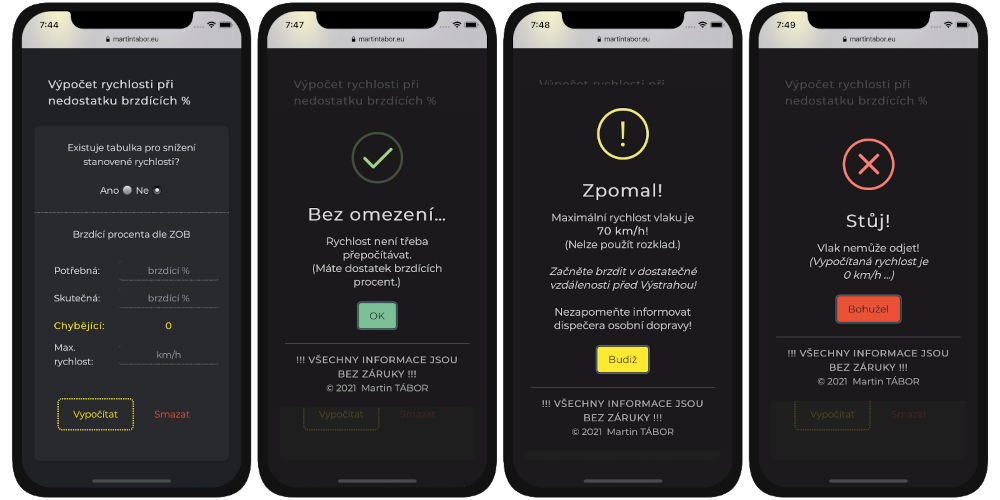 7:44
martintabor.eu
Výpočet rychlosti při
nedostatku brzdících %
Existuje tabulka pro snížení
stanovené rychlosti?
Ano Ne
Brzdící procenta dle ZOB
Potřebná: brzdící %
Skutečná: brzdící %
Chybějící: 0
Max.
rychlost: km/h
Vypočítat Smazat
7:47
martintabor.eu
Výpočet rychlosti při
nedostatku brzdících %
Bez omezení...
Rychlost není třeba
přepočítávat.
(Máte dostatek brzdících
procent.)
OK
!!! VŠECHNY INFORMACE JSOU
BEZ ZÁRUKY !!!
© 2021 Martin TÁBOR
Vypočítat Smazat
7:48
martintabor.eu
Výpočet rychlosti při
Zpomal!
Maximální rychlost vlaku je
70 km/h!
(Nelze použít rozklad.)
Začněte brzdit v dostatečné
vzdálenosti před Výstrahou!
Nezapomeňte informovat
dispečera osobní dopravy!
Budiž
!!! VŠECHNY INFORMACE JSOU
BEZ ZÁRUKY !!!
© 2021 Martin TÁBOR
7:49
martintabor.eu
Výpočet rychlosti při
nedostatku brzdících %
Stůj!
Vlak nemůže odjet!
(Vypočítaná rychlost je
0 km/h ...)
Bohužel
!!! VŠECHNY INFORMACE JSOU
BEZ ZÁRUKY !!!
© 2021 Martin TÁBOR
Vypočítat Smazat